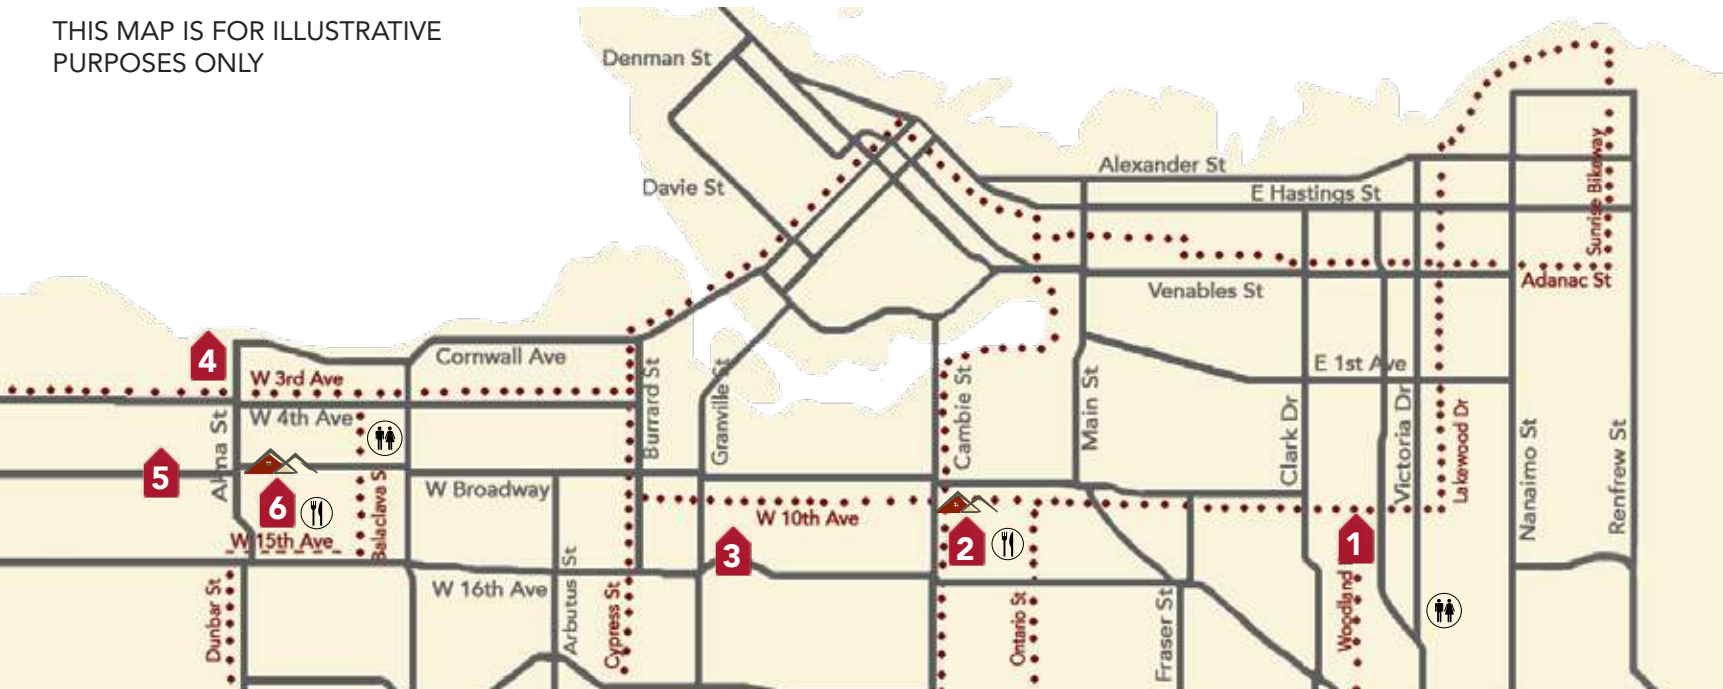 THIS MAP IS FOR ILLUSTRATIVE
PURPOSES ONLY
Denman St
Davie St
Alexander St
E Hastings St
Sunrise Bikeway
Adanac St
Venables St
4
Cornwall Ave
W 3rd Ave
W 4th Ave
E 1st Ave
Alma St
Burrard St
Granville St
Cambie St
Main St
Clark Dr
Victoria Dr
Lakewood Dr
Nanaimo St
Renfrew St
5
6
W Broadway
Balaclava S
W 10th Ave
W 15th Ave
3
2
1
W 16th Ave
Dunbar St
Arbutus St
Cypress St
Ontario St
Fraser St
Woodland